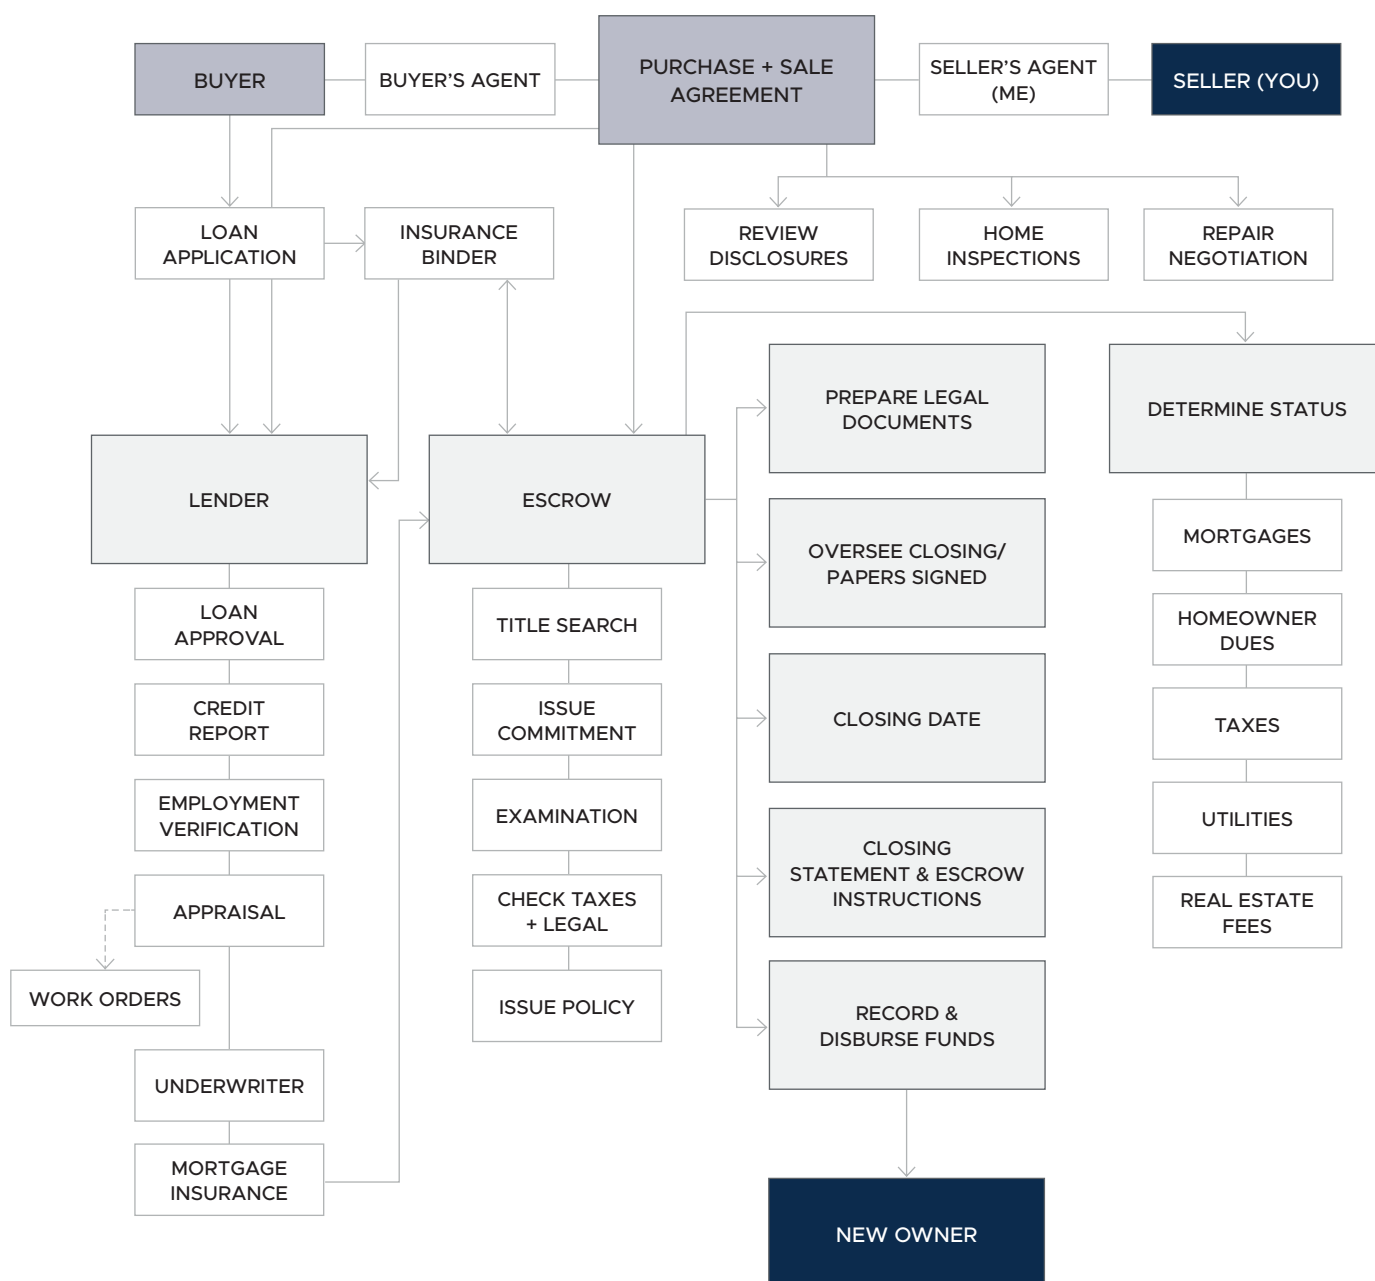 BUYER
BUYER'S AGENT
PURCHASE + SALE
AGREEMENT
SELLER'S AGENT
(ME)
SELLER (YOU)
LOAN
APPLICATION
INSURANCE
BINDER
REVIEW
DISCLOSURES
HOME
INSPECTIONS
REPAIR
NEGOTIATION
LENDER
LOAN
APPROVAL
CREDIT
REPORT
EMPLOYMENT
VERIFICATION
APPRAISAL
WORK ORDERS
UNDERWRITER
MORTGAGE
INSURANCE
ESCROW
TITLE SEARCH
ISSUE
COMMITMENT
EXAMINATION
CHECK TAXES
+ LEGAL
ISSUE POLICY
PREPARE LEGAL
DOCUMENTS
OVERSEE CLOSING/
PAPERS SIGNED
CLOSING DATE
CLOSING
STATEMENT & ESCROW
INSTRUCTIONS
RECORD &
DISBURSE FUNDS
NEW OWNER
DETERMINE STATUS
MORTGAGES
HOMEOWNER
DUES
TAXES
UTILITIES
REAL ESTATE
FEES